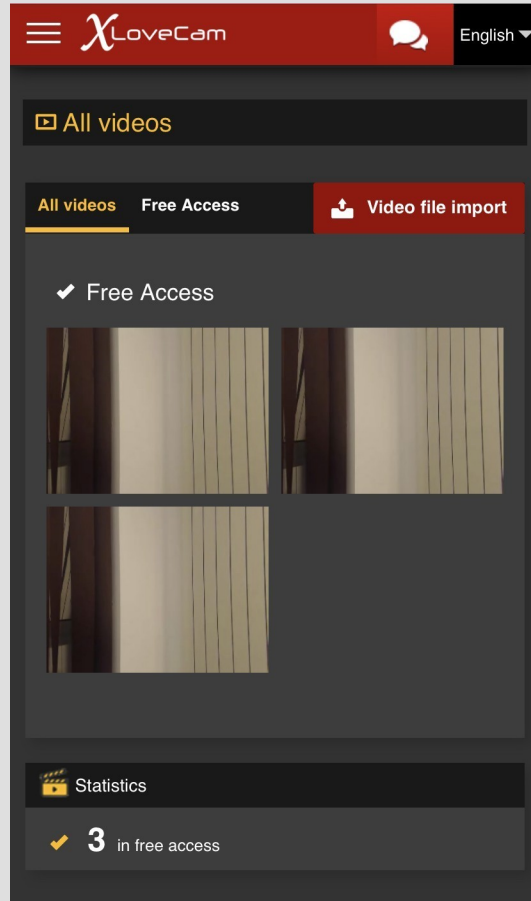 XLoveCam
English
All videos
All videos Free Access Video file import
Free Access
Statistics
3 in free access